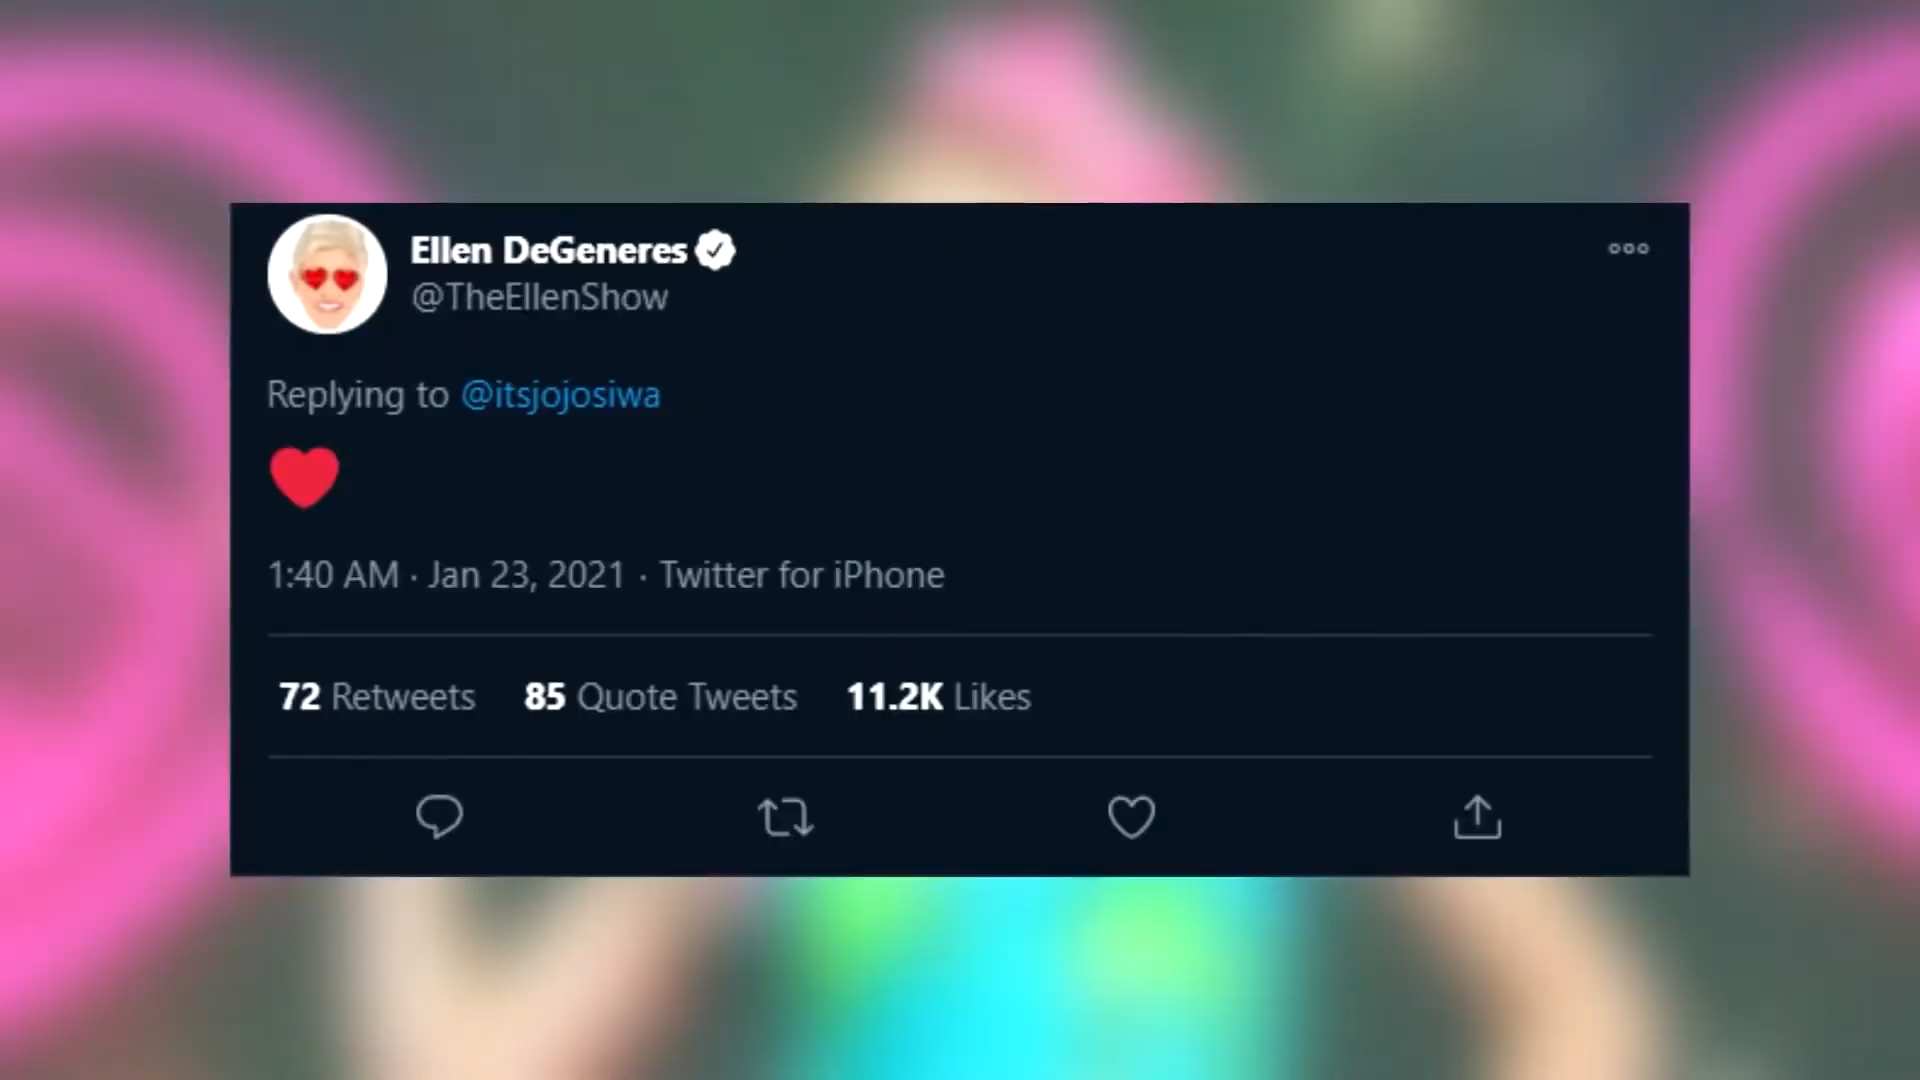 Ellen DeGeneres
@TheEllenShow
Replying to @itsjojosiwa
❤
1:40 AM · Jan 23, 2021 · Twitter for iPhone
72 Retweets 85 Quote Tweets 11.2K Likes